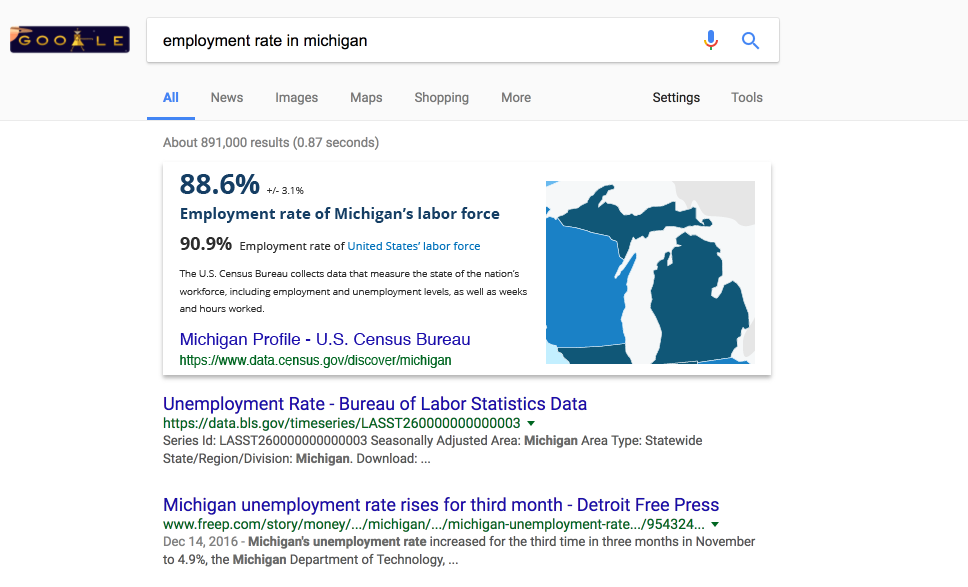 GOOGLE
employment rate in michigan
All News Images Maps Shopping More Settings Tools
About 891,000 results (0.87 seconds)
88.6% +/- 3.1%
Employment rate of Michigan's labor force
90.9% Employment rate of United States' labor force
The U.S. Census Bureau collects data that measure the state of the nation's
workforce, including employment and unemployment levels, as well as weeks
and hours worked.
Michigan Profile - U.S. Census Bureau
https://www.data.census.gov/discover/michigan
Unemployment Rate - Bureau of Labor Statistics Data
https://data.bls.gov/timeseries/LASST260000000000003
Series Id: LASST260000000000003 Seasonally Adjusted Area: Michigan Area Type: Statewide
State/Region/Division: Michigan. Download: ...
Michigan unemployment rate rises for third month - Detroit Free Press
www.freep.com/story/money/.../michigan/.../michigan-unemployment-rate.../954324...
Dec 14, 2016 - Michigan's unemployment rate increased for the third time in three months in November
to 4.9%, the Michigan Department of Technology, ...